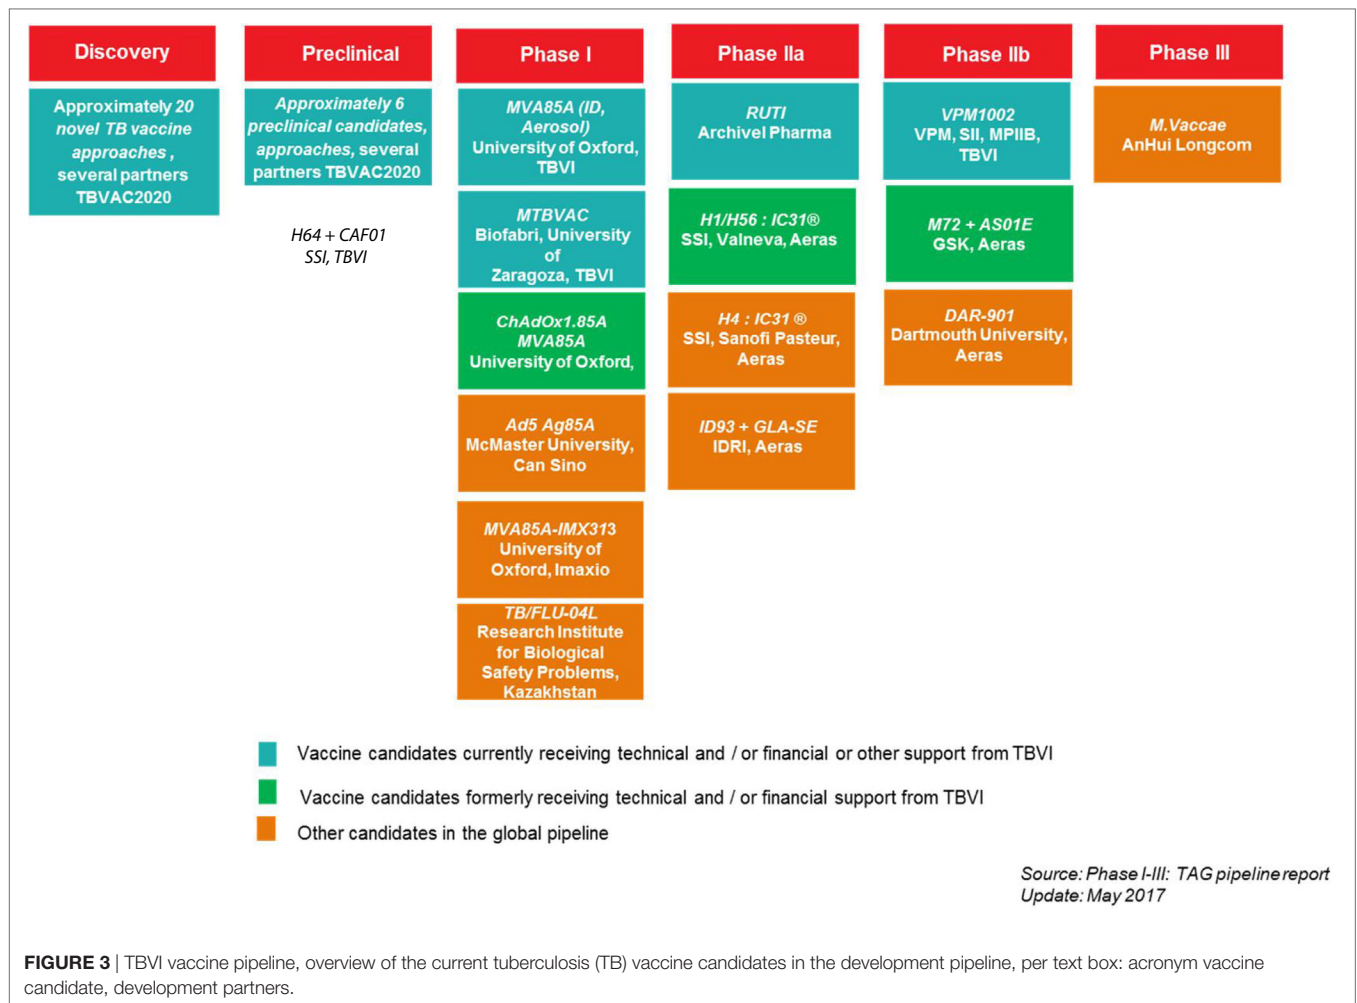 Discovery
Approximately 20
novel TB vaccine
approaches ,
several partners
TBVAC2020
Preclinical
Approximately 6
preclinical candidates,
approaches, several
partners TBVAC2020
H64 + CAF01
SSI, TBVI
Phase I
MVA85A (ID,
Aerosol)
University of Oxford,
TBVI
MTBVAC
Biofabri, University
of
Zaragoza, TBVI
ChAdOx1.85A
MVA85A
University of Oxford,
Ad5 Ag85A
McMaster University,
Can Sino
MVA85A-IMX313
University of
Oxford, Imaxio
TB/FLU-04L
Research Institute
for Biological
Safety Problems,
Kazakhstan
Phase IIa
RUTI
Archivel Pharma
H1/H56 : IC31®
SSI, Valneva, Aeras
H4 : IC31 ®
SSI, Sanofi Pasteur,
Aeras
ID93 + GLA-SE
IDRI, Aeras
Phase IIb
VPM1002
VPM, SII, MPIIB,
TBVI
M72 + AS01E
GSK, Aeras
DAR-901
Dartmouth University,
Aeras
Phase III
M.Vaccae
AnHui Longcom
Vaccine candidates currently receiving technical and / or financial or other support from TBVI
Vaccine candidates formerly receiving technical and / or financial support from TBVI
Other candidates in the global pipeline
Source: Phase I-III: TAG pipeline report
Update: May 2017
FIGURE 3 | TBVI vaccine pipeline, overview of the current tuberculosis (TB) vaccine candidates in the development pipeline, per text box: acronym vaccine
candidate, development partners.